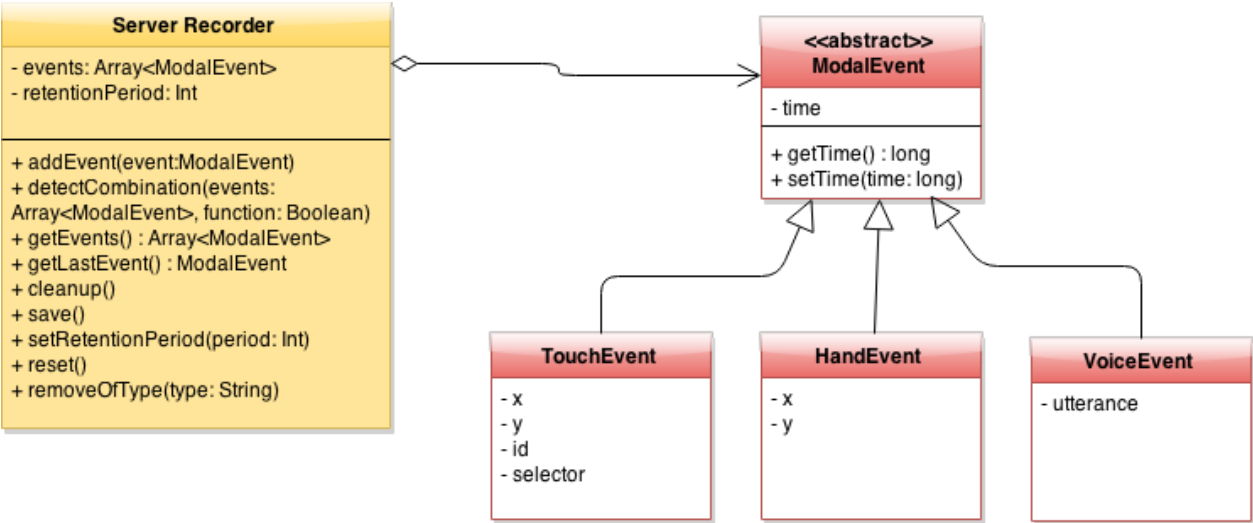 Server Recorder
- events: Array<ModalEvent>
- retentionPeriod: Int
+ addEvent(event:ModalEvent)
+ detectCombination(events:
Array<ModalEvent>, function: Boolean)
+ getEvents() : Array<ModalEvent>
+ getLastEvent() : ModalEvent
+ cleanup()
+ save()
+ setRetentionPeriod(period: Int)
+ reset()
+ removeOfType(type: String)
<<abstract>>
ModalEvent
- time
+ getTime() : long
+ setTime(time: long)
TouchEvent
- x
- y
- id
- selector
HandEvent
- x
- y
VoiceEvent
- utterance